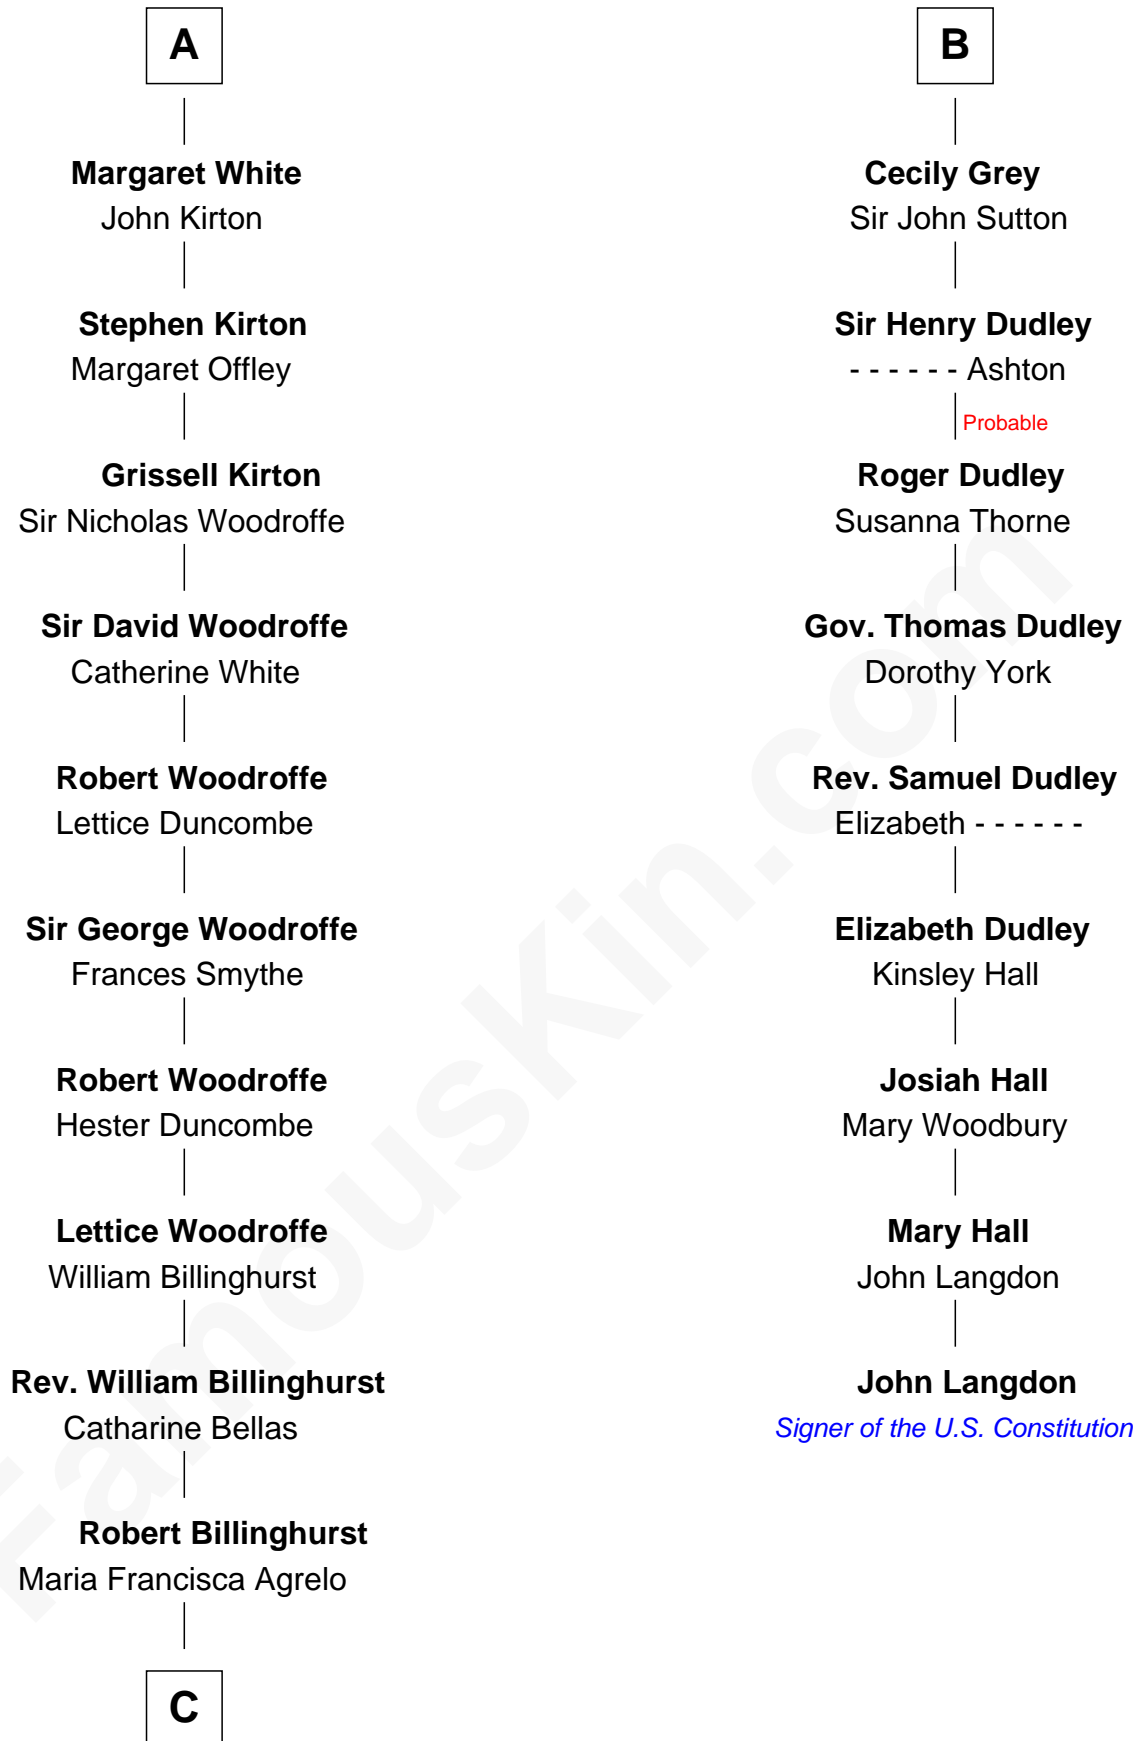 A
Margaret White
John Kirton
Stephen Kirton
Margaret Offley
Grissell Kirton
Sir Nicholas Woodroffe
Sir David Woodroffe
Catherine White
Robert Woodroffe
Lettice Duncombe
Sir George Woodroffe
Frances Smythe
Robert Woodroffe
Hester Duncombe
Lettice Woodroffe
William Billinghurst
Rev. William Billinghurst
Catharine Bellas
Robert Billinghurst
Maria Francisca Agrelo
C
B
Cecily Grey
Sir John Sutton
Sir Henry Dudley
- - - - - - Ashton
Probable
Roger Dudley
Susanna Thorne
Gov. Thomas Dudley
Dorothy York
Rev. Samuel Dudley
Elizabeth - - - - - -
Elizabeth Dudley
Kinsley Hall
Josiah Hall
Mary Woodbury
Mary Hall
John Langdon
John Langdon
Signer of the U.S. Constitution
FamousKin.com